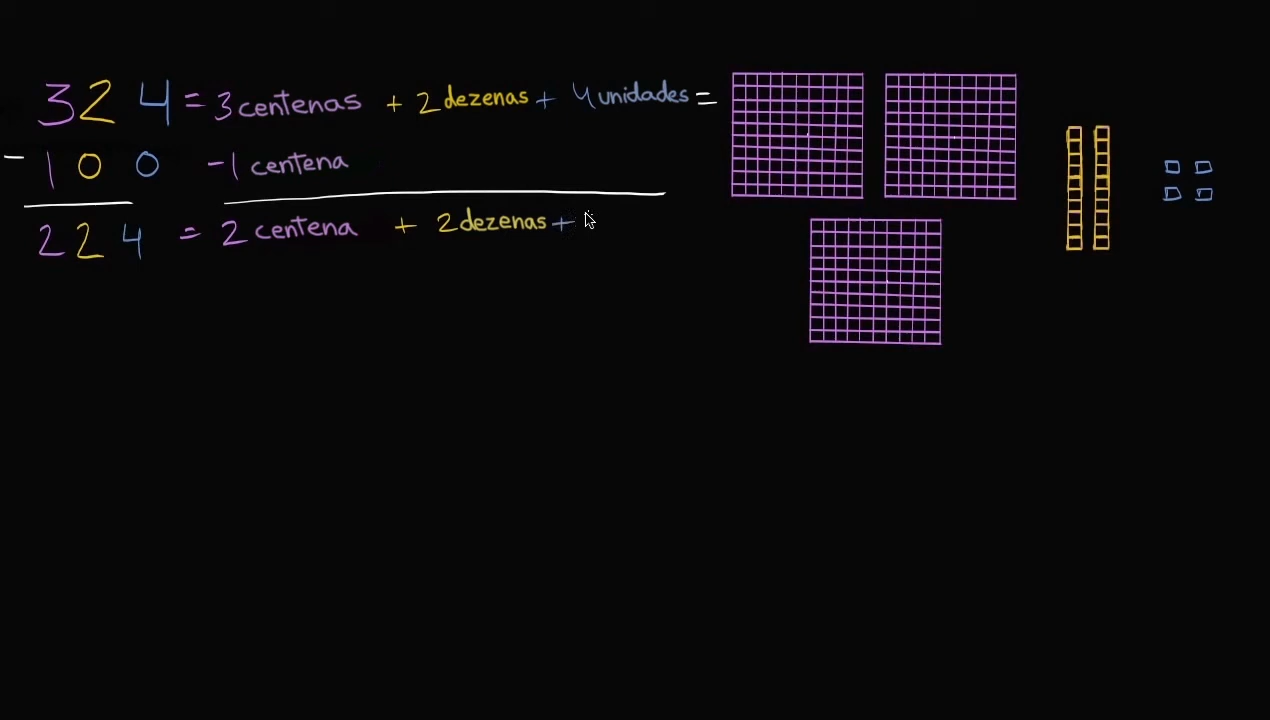 324 = 3 centenas + 2 dezenas + 4 unidades =
- 100 -1 centena
224 = 2 centena + 2 dezenas +